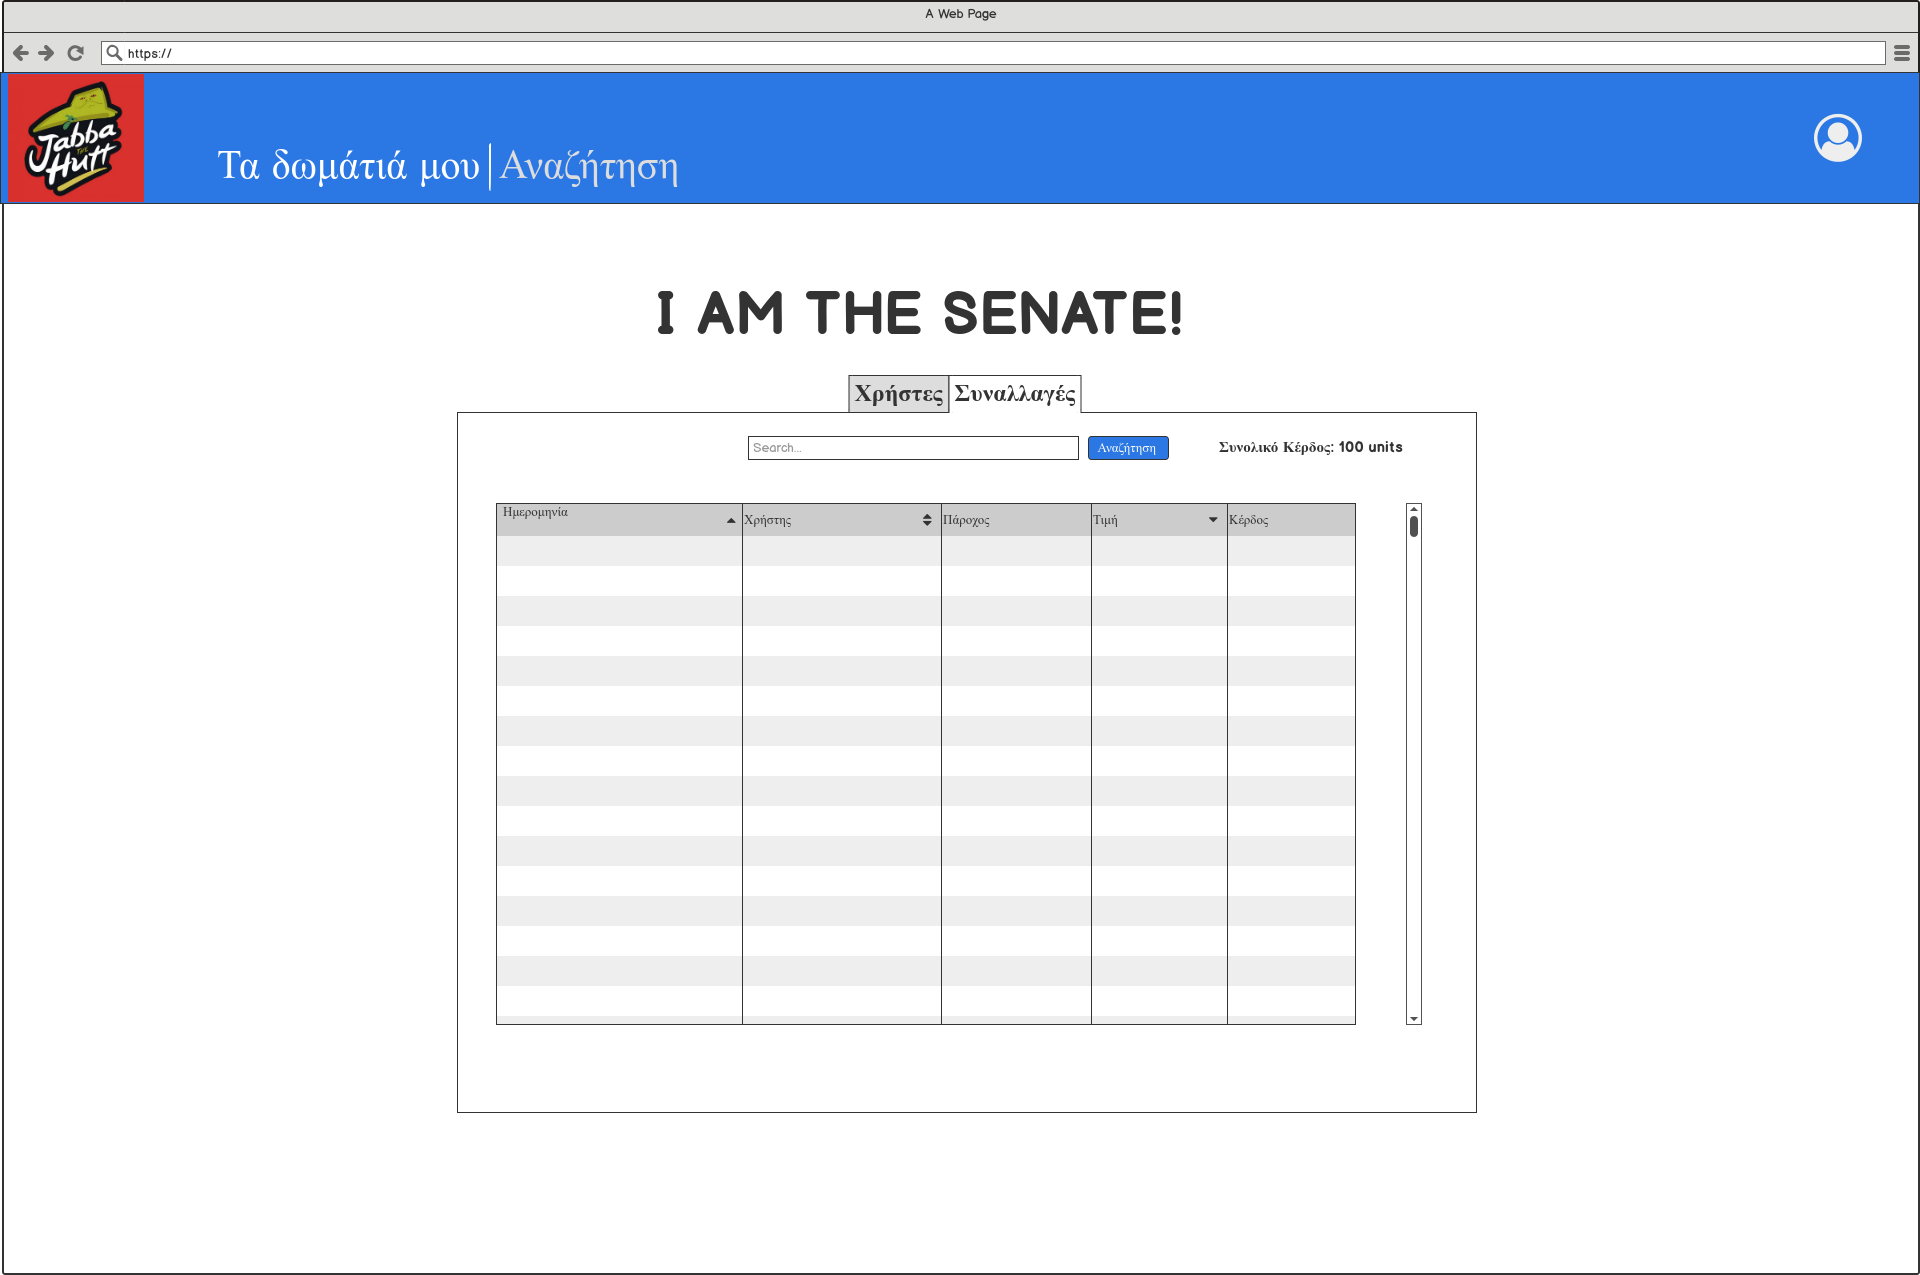 A Web Page
https://
Jabba
THE
Hutt
Τα δωμάτιά μου|Αναζήτηση
I AM THE SENATE!
Χρήστες Συναλλαγές
Search... Αναζήτηση Συνολικό Κέρδος: 100 units
Ημερομηνία Χρήστης Πάροχος Τιμή Κέρδος